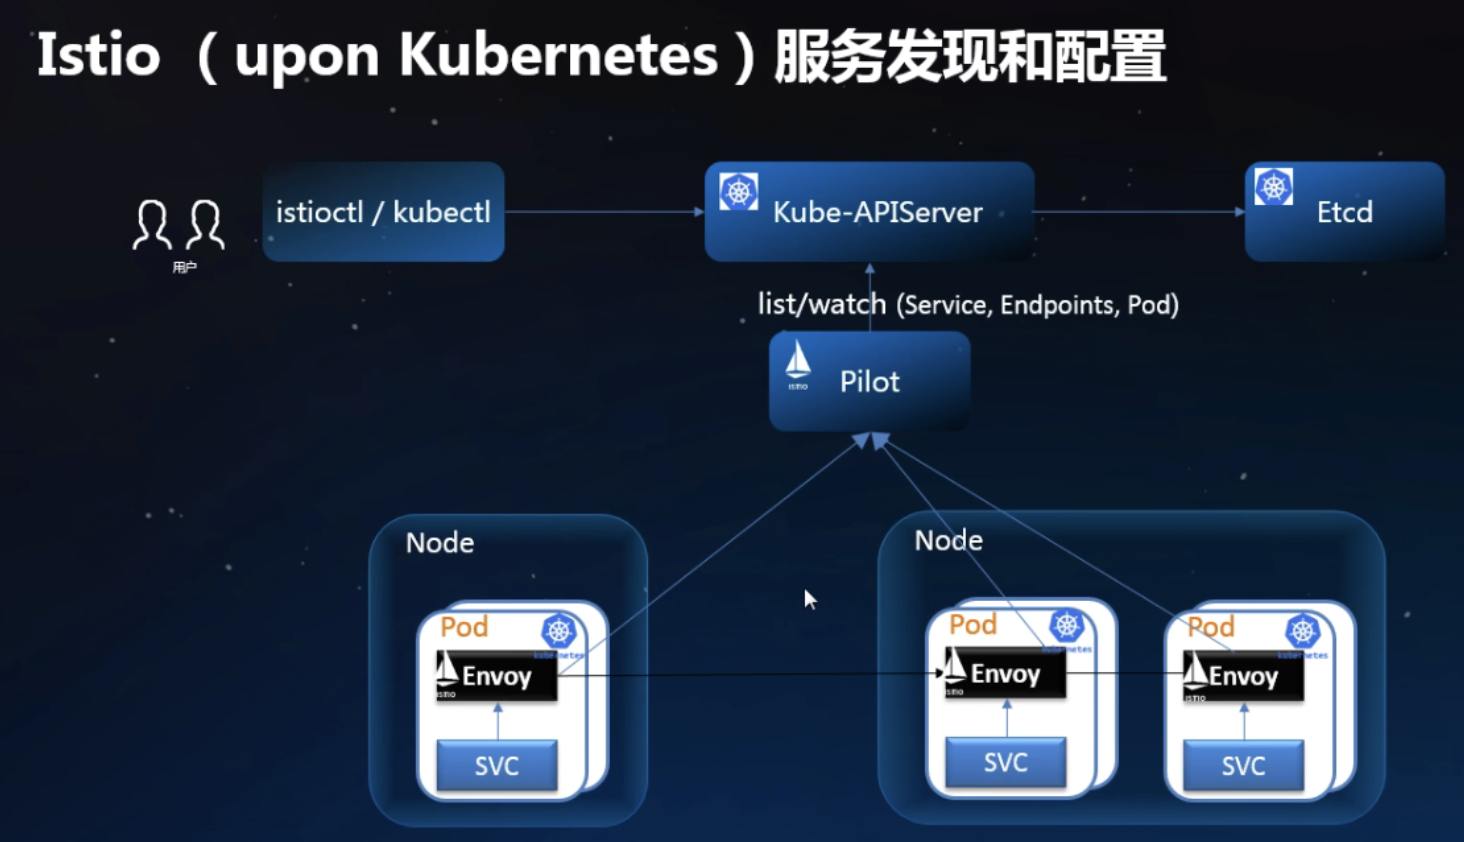 Istio （upon Kubernetes）服务发现和配置
用户
istioctl / kubectl
Kube-APIServer
Etcd
list/watch (Service, Endpoints, Pod)
Istio
Pilot
Node
Pod
kubernetes
Istio
Envoy
SVC
Node
Pod
kubernetes
Istio
Envoy
SVC
Pod
kubernetes
Istio
Envoy
SVC